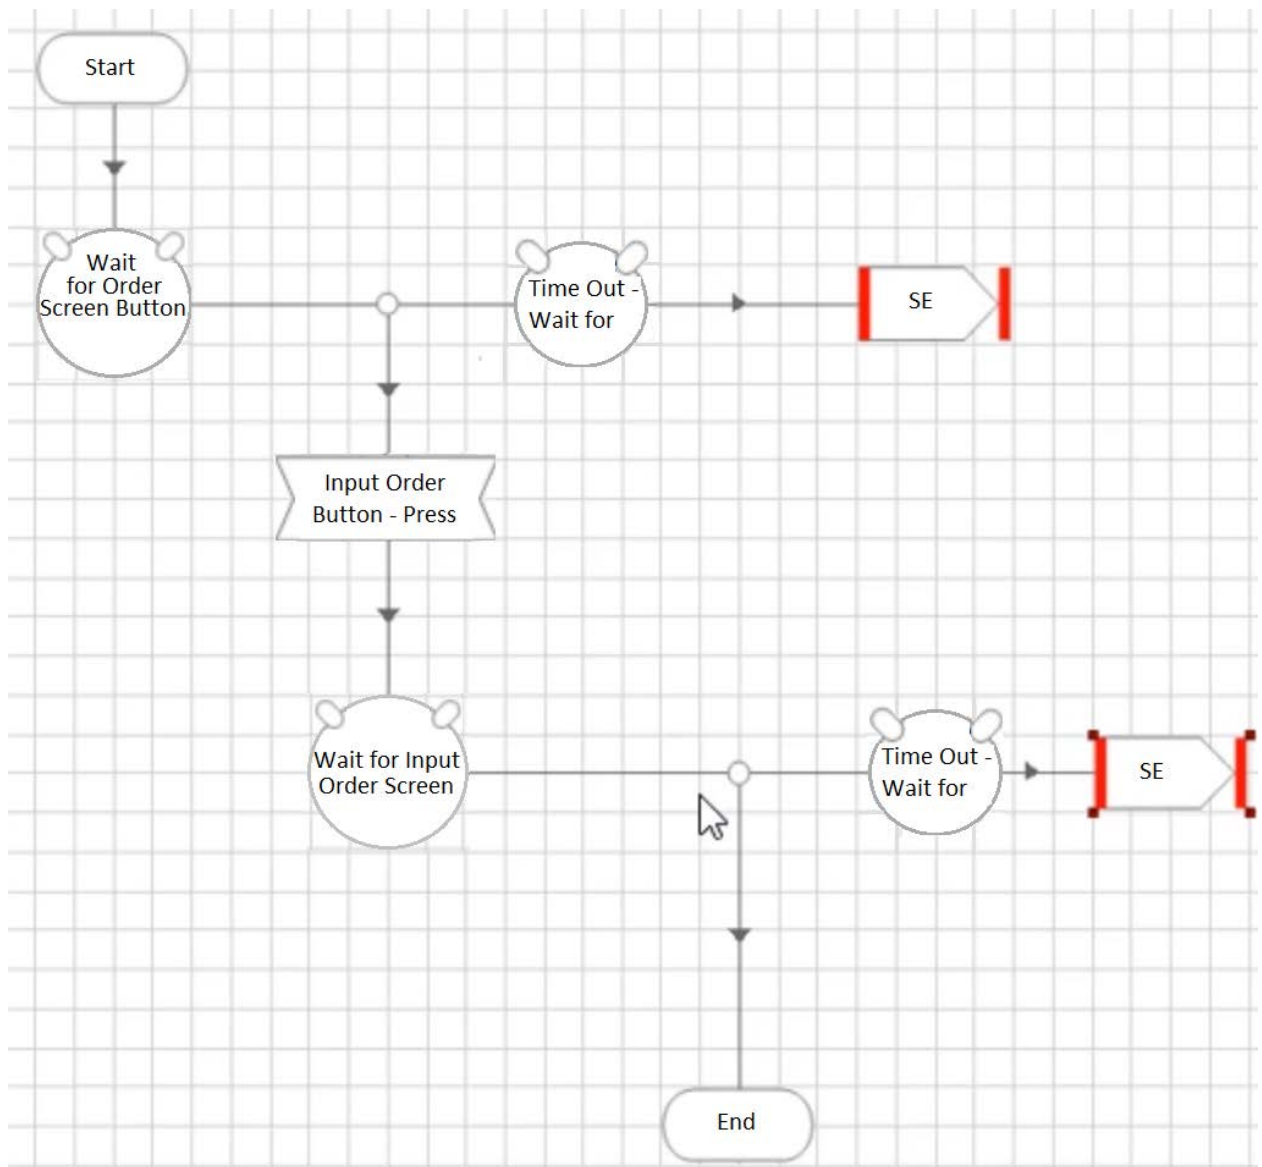 Start
Wait
for Order
Screen Button
Time Out -
Wait for
SE
Input Order
Button - Press
Wait for Input
Order Screen
Time Out -
Wait for
SE
End